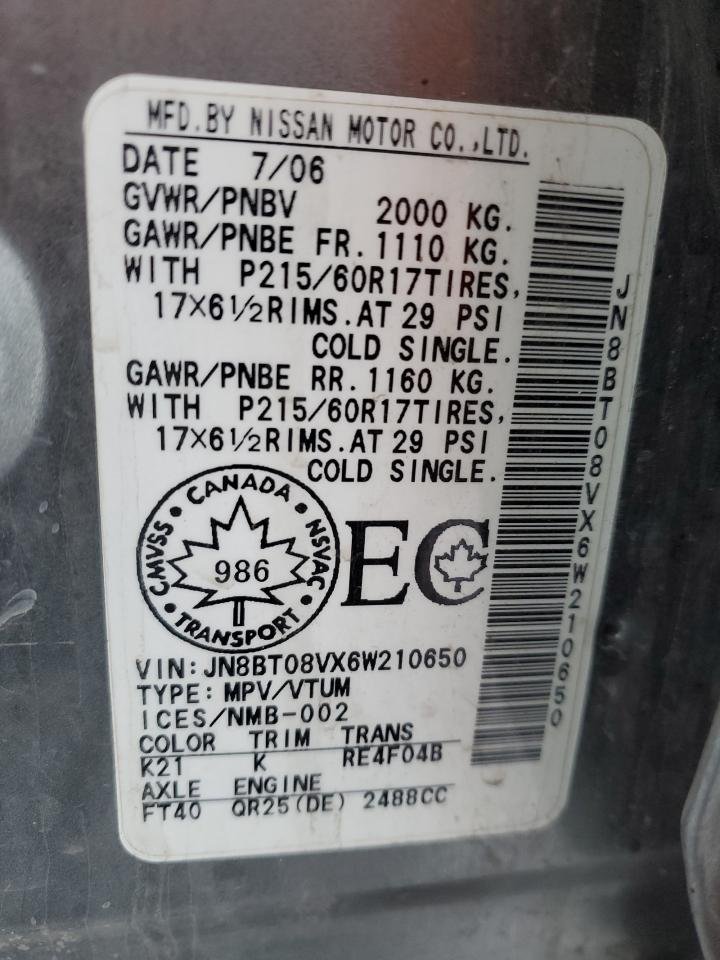 MFD.BY NISSAN MOTOR CO.,LTD.
DATE 7/06
GVWR/PNBV 2000 KG.
GAWR/PNBE FR. 1110 KG.
WITH P215/60R17TIRES,
17×6½RIMS.AT 29 PSI
COLD SINGLE.
GAWR/PNBE RR. 1160 KG.
WITH P215/60R17TIRES,
17×6½RIMS.AT 29 PSI
COLD SINGLE.
CANADA
CMVSS NSVAC
986
TRANSPORT
EC
VIN:JN8BT08VX6W210650
TYPE:MPV/VTUM
ICES/NMB-002
COLOR TRIM TRANS
K21 K RE4F04B
AXLE ENGINE
FT40 QR25(DE) 2488CC
JN8BT08VX6W210650